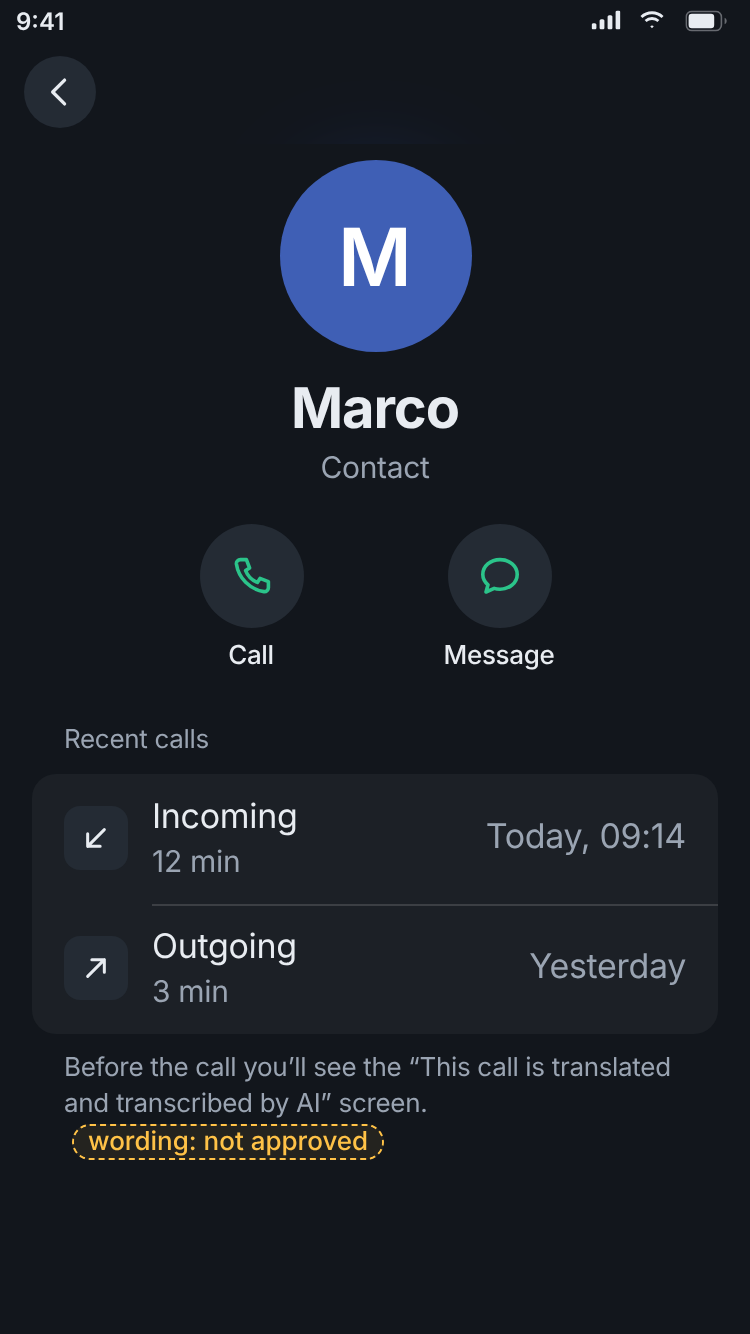 9:41
M
Marco
Contact
Call
Message
Recent calls
Incoming
12 min
Today, 09:14
Outgoing
3 min
Yesterday
Before the call you’ll see the “This call is translated
and transcribed by AI” screen.
wording: not approved